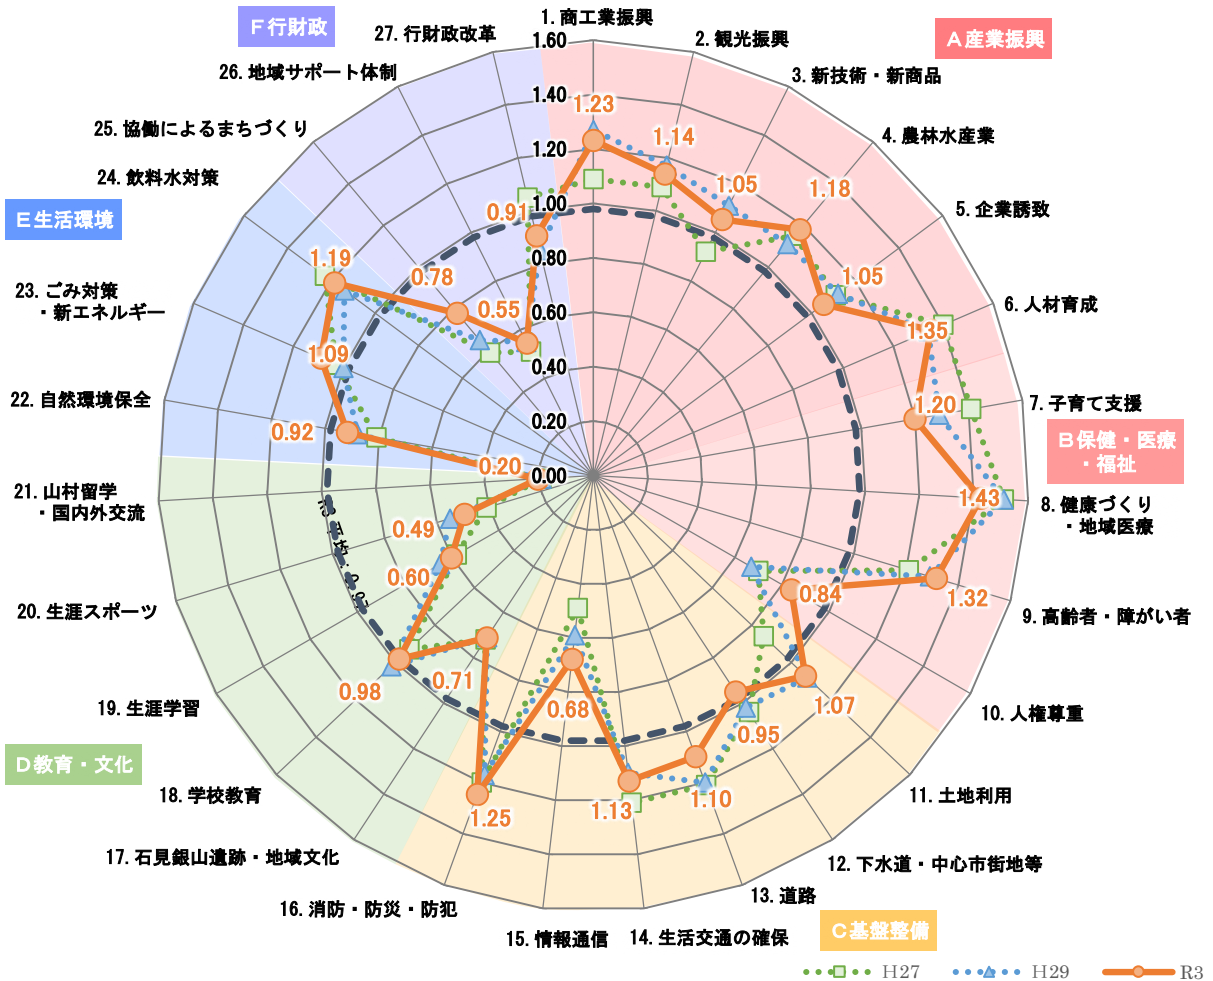 F行財政
27. 行財政改革
1. 商工業振興
2. 観光振興
A産業振興
26. 地域サポート体制
3. 新技術・新商品
25. 協働によるまちづくり
4. 農林水産業
24. 飲料水対策
5. 企業誘致
E生活環境
23. ごみ対策
・新エネルギー
6. 人材育成
22. 自然環境保全
7. 子育て支援
B保健・医療
・福祉
21. 山村留学
・国内外交流
8. 健康づくり
・地域医療
20. 生涯スポーツ
9. 高齢者・障がい者
19. 生涯学習
10. 人権尊重
D教育・文化
18. 学校教育
11. 土地利用
17. 石見銀山遺跡・地域文化
12. 下水道・中心市街地等
16. 消防・防災・防犯
13. 道路
15. 情報通信
14. 生活交通の確保
C基盤整備
1.60
1.40
1.20
1.00
0.80
0.60
0.40
0.20
0.00
1.23
1.14
1.05
1.18
1.05
1.35
1.20
1.43
1.32
0.84
1.07
0.95
1.10
1.13
0.68
1.25
0.71
0.98
0.60
0.49
0.20
0.92
1.09
1.19
0.78
0.55
0.91
H27
H29
R3